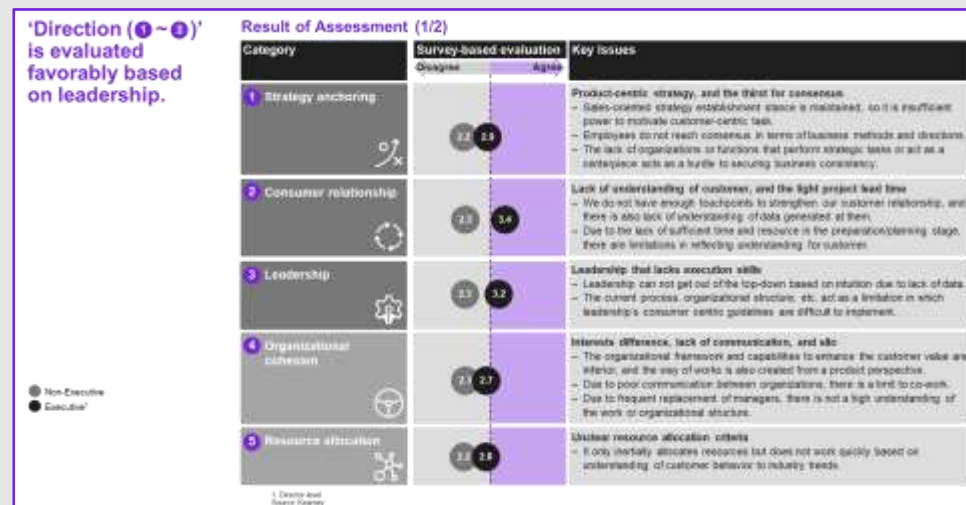 'Direction (1 ~ 3)'
is evaluated
favorably based
on leadership.
Non-Executive
Executive¹
Result of Assessment (1/2)
Category
Survey-based evaluation
Key Issues
Disagree
Agree
1 Strategy anchoring
2.2 2.9
Product-centric strategy, and the thirst for consensus
– Sales-oriented strategy establishment stance is maintained, so it is insufficient
power to motivate customer-centric task.
– Employees do not reach consensus in terms of business methods and directions.
– The lack of organizations or functions that perform strategic tasks or act as a
centerpiece acts as a hurdle to securing business consistency.
2 Consumer relationship
2.3 3.4
Lack of understanding of customer, and the tight project lead time
– We do not have enough touchpoints to strengthen our customer relationship, and
there is also lack of understanding of data generated at them.
– Due to the lack of sufficient time and resource in the preparation/planning stage,
there are limitations in reflecting understanding for customer.
3 Leadership
2.3 3.2
Leadership that lacks execution skills
– Leadership can not get out of the top-down based on intuition due to lack of data.
– The current process, organizational structure, etc. act as a limitation in which
leadership's consumer centric guidelines are difficult to implement.
4 Organizational
cohesion
2.7
Interests difference, lack of communication, and silo
– The organizational framework and capabilities to enhance the customer value are
inferior, and the way of works is also created from a product perspective.
– Due to poor communication between organizations, there is a limit to co-work.
– Due to frequent replacement of managers, there is not a high understanding of
the work or organizational structure.
5 Resource allocation
Unclear resource allocation criteria
– It only inertially allocates resources but does not work quickly based on
understanding of customer behavior to industry trends.
1. Director level
Source: Kearney